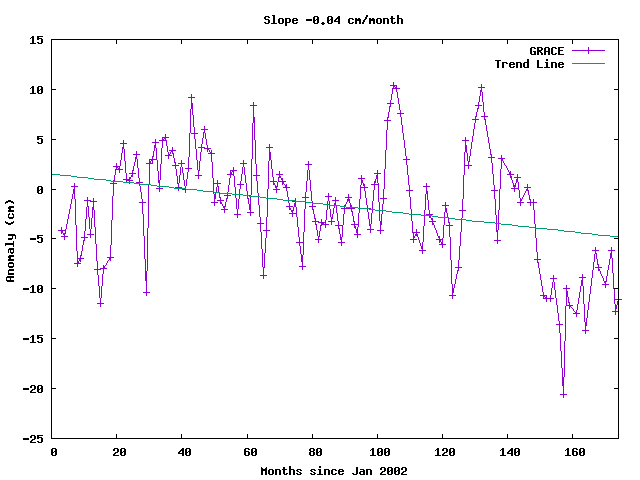 Slope -0.04 cm/month
GRACE
Trend Line
15
10
5
0
-5
-10
-15
-20
-25
Anomaly (cm)
0 20 40 60 80 100 120 140 160
Months since Jan 2002